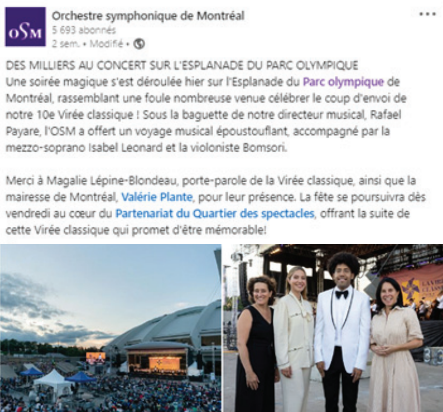 OSM
Orchestre symphonique de Montréal
5 693 abonnés
2 sem. • Modifié •
DES MILLIERS AU CONCERT SUR L'ESPLANADE DU PARC OLYMPIQUE
Une soirée magique s'est déroulée hier sur l'Esplanade du Parc olympique de
Montréal, rassemblant une foule nombreuse venue célébrer le coup d'envoi de
notre 10e Virée classique ! Sous la baguette de notre directeur musical, Rafael
Payare, l'OSM a offert un voyage musical époustouflant, accompagné par la
mezzo-soprano Isabel Leonard et la violoniste Bomsori.
Merci à Magalie Lépine-Blondeau, porte-parole de la Virée classique, ainsi que la
mairesse de Montréal, Valérie Plante, pour leur présence. La fête se poursuivra dès
vendredi au cœur du Partenariat du Quartier des spectacles, offrant la suite de
cette Virée classique qui promet d'être mémorable!